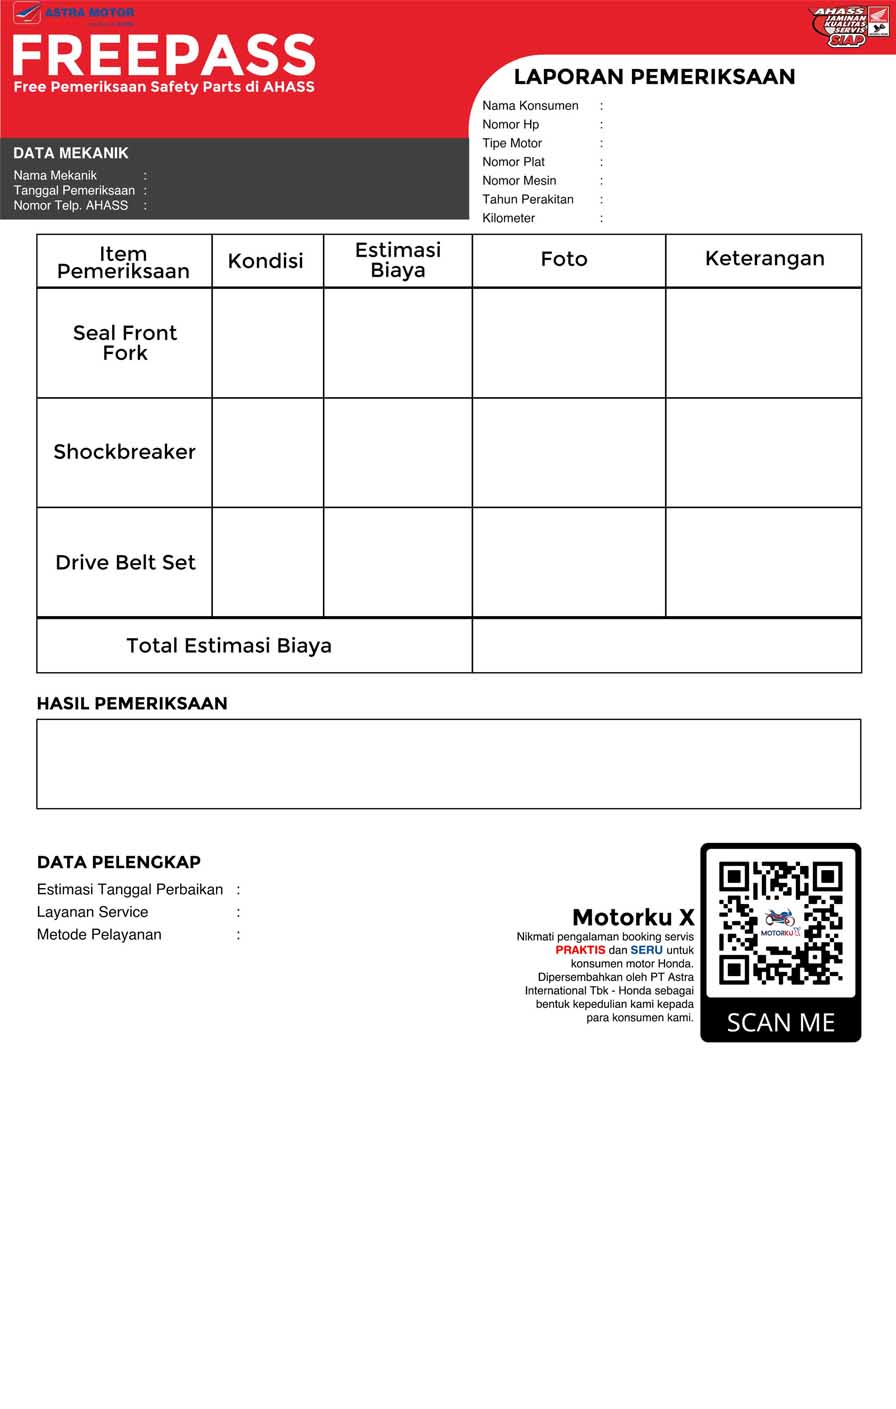 ASTRA MOTOR
FREEPASS
Free Pemeriksaan Safety Parts di AHASS
AHASS
JAMINAN
KUALITAS
SERVIS
SIAP
DATA MEKANIK
Nama Mekanik :
Tanggal Pemeriksaan :
Nomor Telp. AHASS :
LAPORAN PEMERIKSAAN
Nama Konsumen :
Nomor Hp :
Tipe Motor :
Nomor Plat :
Nomor Mesin :
Tahun Perakitan :
Kilometer :
Item
Pemeriksaan
Kondisi
Estimasi
Biaya
Foto
Keterangan
Seal Front
Fork
Shockbreaker
Drive Belt Set
Total Estimasi Biaya
HASIL PEMERIKSAAN
DATA PELENGKAP
Estimasi Tanggal Perbaikan :
Layanan Service :
Metode Pelayanan :
Motorku X
Nikmati pengalaman booking servis
PRAKTIS dan SERU untuk
konsumen motor Honda.
Dipersembahkan oleh PT Astra
International Tbk - Honda sebagai
bentuk kepedulian kami kepada
para konsumen kami.
MOTORKU X
SCAN ME